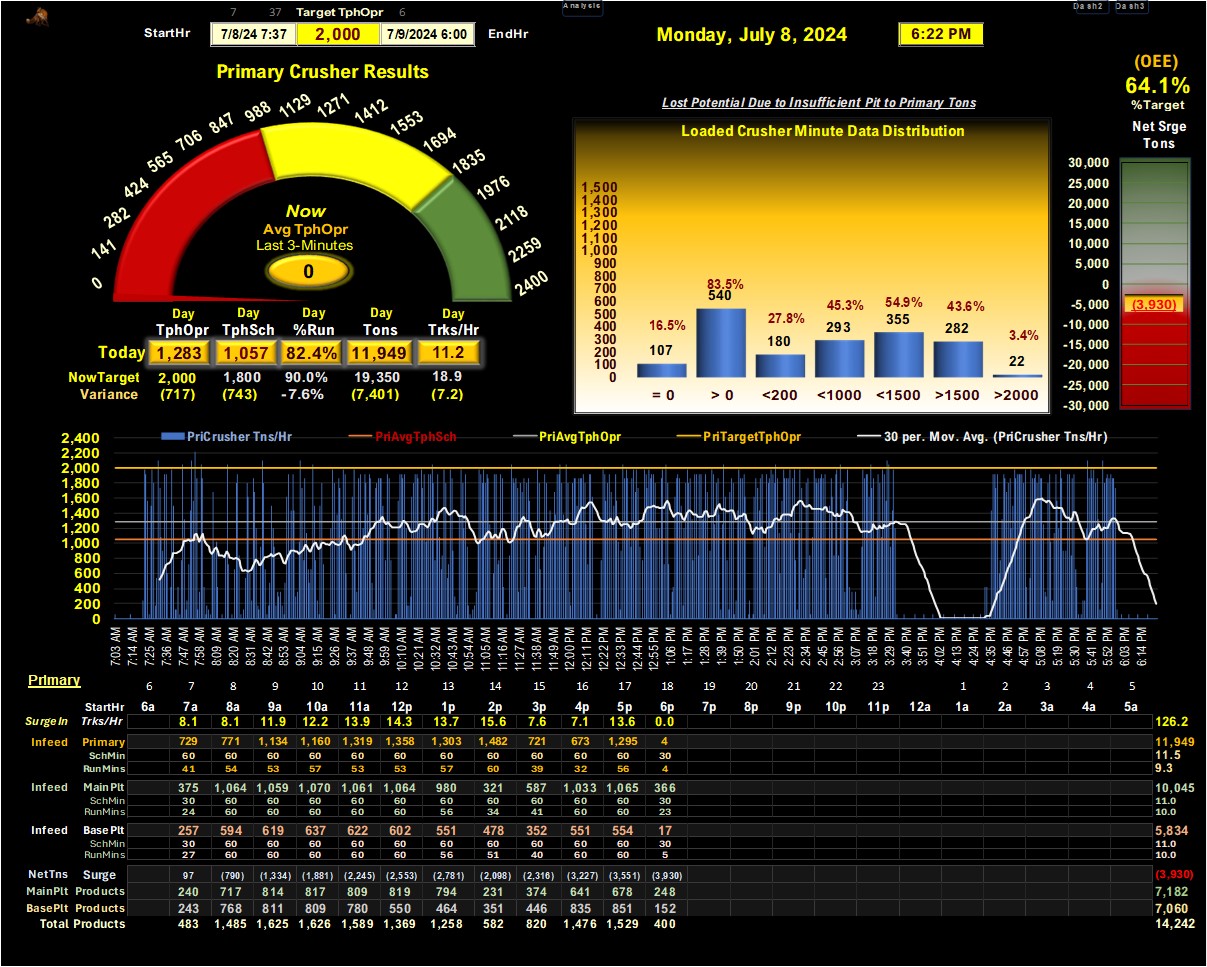 Analysis
Dash2 Dash3
7 37 Target TphOpr 6
StartHr 7/8/24 7:37 2,000 7/9/2024 6:00 EndHr
Monday, July 8, 2024 6:22 PM
(OEE)
64.1%
%Target
Net Srge
Tons
Primary Crusher Results
0 141 282 424 565 706 847 988 1129 1271 1412 1553 1694 1835 1976 2118 2259 2400
Now
Avg TphOpr
Last 3-Minutes
0
Day Day Day Day Day
TphOpr TphSch %Run Tons Trks/Hr
Today 1,283 1,057 82.4% 11,949 11.2
NowTarget 2,000 1,800 90.0% 19,350 18.9
Variance (717) (743) -7.6% (7,401) (7.2)
Lost Potential Due to Insufficient Pit to Primary Tons
Loaded Crusher Minute Data Distribution
1,500
1,400
1,300
1,200
1,100
1,000
900
800
700
600
500
400
300
200
100
0
16.5% 83.5% 27.8% 45.3% 54.9% 43.6% 3.4%
107 540 180 293 355 282 22
= 0 > 0 <200 <1000 <1500 >1500 >2000
30,000
25,000
20,000
15,000
10,000
5,000
0
-5,000
-10,000
-15,000
-20,000
-25,000
-30,000
(3,930)
PriCrusher Tns/Hr PriAvgTphSch PriAvgTphOpr PriTargetTphOpr 30 per. Mov. Avg. (PriCrusher Tns/Hr)
2,400
2,200
2,000
1,800
1,600
1,400
1,200
1,000
800
600
400
200
0
7:03 AM 7:14 AM 7:25 AM 7:36 AM 7:47 AM 7:58 AM 8:09 AM 8:20 AM 8:31 AM 8:42 AM 8:53 AM 9:04 AM 9:15 AM 9:26 AM 9:37 AM 9:48 AM 9:59 AM 10:10 AM 10:21 AM 10:32 AM 10:43 AM 10:54 AM 11:05 AM 11:16 AM 11:27 AM 11:38 AM 11:49 AM 12:00 PM 12:11 PM 12:22 PM 12:33 PM 12:44 PM 12:55 PM 1:06 PM 1:17 PM 1:28 PM 1:39 PM 1:50 PM 2:01 PM 2:12 PM 2:23 PM 2:34 PM 2:45 PM 2:56 PM 3:07 PM 3:18 PM 3:29 PM 3:40 PM 3:51 PM 4:02 PM 4:13 PM 4:24 PM 4:35 PM 4:46 PM 4:57 PM 5:08 PM 5:19 PM 5:30 PM 5:41 PM 5:52 PM 6:03 PM 6:14 PM
Primary
6 7 8 9 10 11 12 13 14 15 16 17 18 19 20 21 22 23 1 2 3 4 5
StartHr 6a 7a 8a 9a 10a 11a 12p 1p 2p 3p 4p 5p 6p 7p 8p 9p 10p 11p 12a 1a 2a 3a 4a 5a
Surge In Trks/Hr 8.1 8.1 11.9 12.2 13.9 14.3 13.7 15.6 7.6 7.1 13.6 0.0 126.2
Infeed Primary 729 771 1,134 1,160 1,319 1,358 1,303 1,482 721 673 1,295 4 11,949
SchMin 60 60 60 60 60 60 60 60 60 60 60 30 11.5
RunMins 41 54 53 57 53 53 57 60 39 32 56 4 9.3
Infeed MainPlt 375 1,064 1,059 1,070 1,061 1,064 980 321 587 1,033 1,065 366 10,045
SchMin 30 60 60 60 60 60 60 60 60 60 60 30 11.0
RunMins 24 60 60 60 60 60 56 34 41 60 60 23 10.0
Infeed Base Plt 257 594 619 637 622 602 551 478 352 551 554 17 5,834
SchMin 30 60 60 60 60 60 60 60 60 60 60 30 11.0
RunMins 27 60 60 60 60 60 56 51 40 60 60 5 10.0
NetTns Surge 97 (790) (1,334) (1,881) (2,245) (2,553) (2,781) (2,098) (2,316) (3,227) (3,551) (3,930) (3,930)
MainPlt Products 240 717 814 817 809 819 794 231 374 641 678 248 7,182
BasePlt Products 243 768 811 809 780 550 464 351 446 835 851 152 7,060
Total Products 483 1,485 1,625 1,626 1,589 1,369 1,258 582 820 1,476 1,529 400 14,242